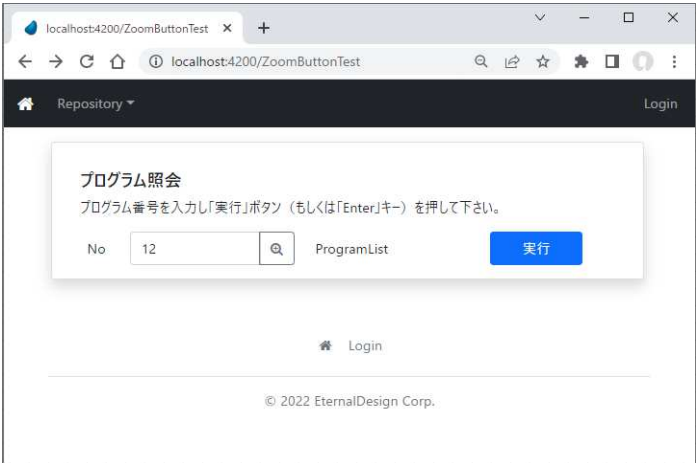 localhost:4200/ZoomButtonTest
localhost:4200/ZoomButtonTest
Repository
Login
プログラム照会
プログラム番号を入力し「実行」ボタン（もしくは「Enter」キー）を押して下さい。
No 12 ProgramList 実行
Login
© 2022 EternalDesign Corp.